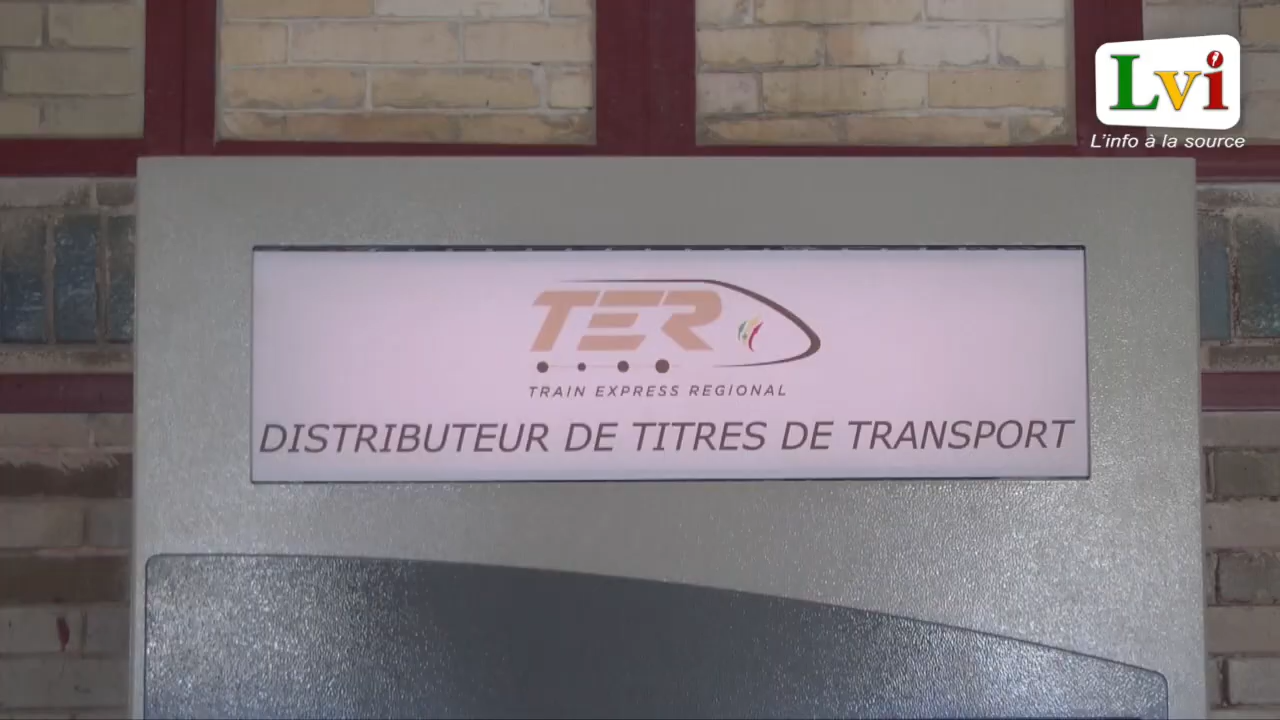 Lvi
L'info à la source
TER
TRAIN EXPRESS REGIONAL
DISTRIBUTEUR DE TITRES DE TRANSPORT